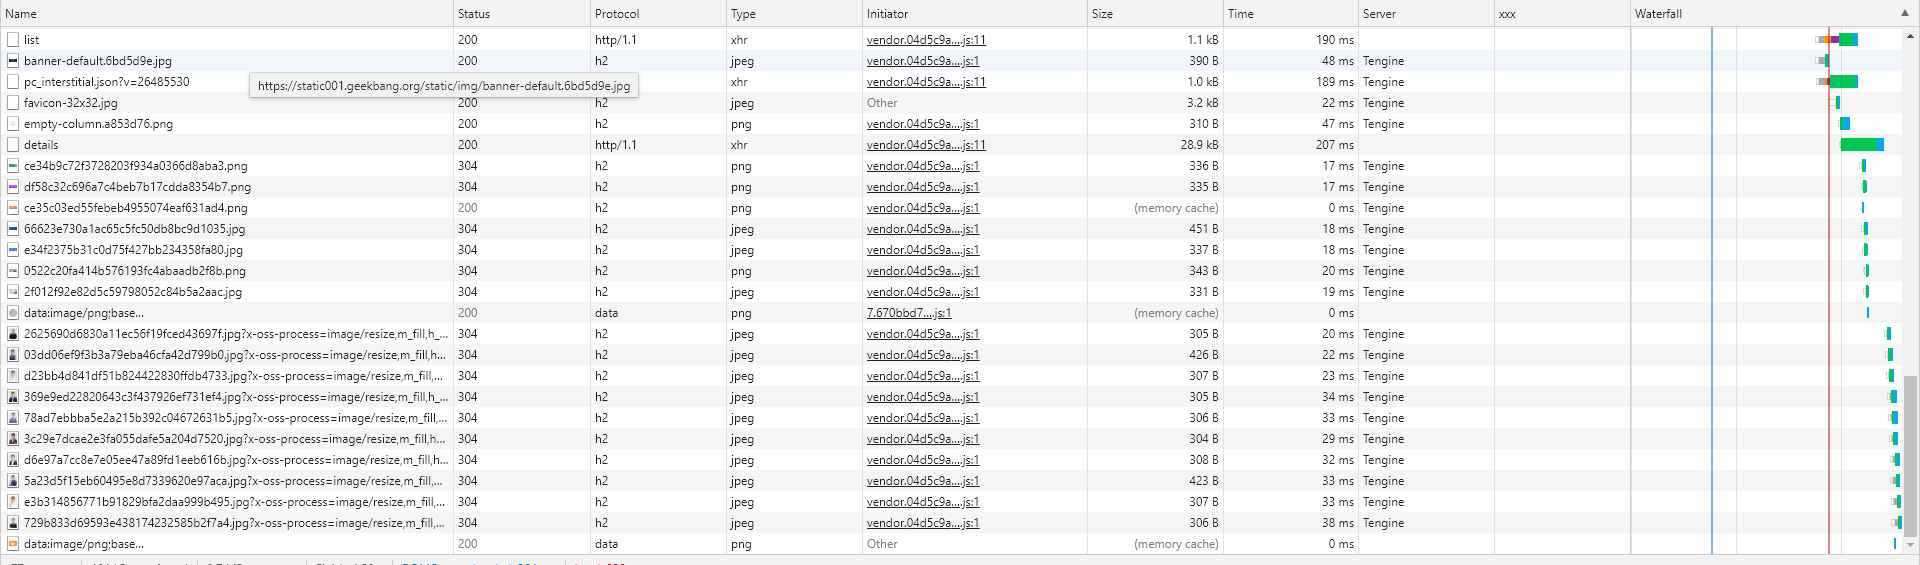 Name Status Protocol Type Initiator Size Time Server xxx Waterfall
list 200 http/1.1 xhr vendor.04d5c9a....js:11 1.1 kB 190 ms
banner-default.6bd5d9e.jpg 200 h2 jpeg vendor.04d5c9a....js:1 390 B 48 ms Tengine
pc_interstitial.json?v=26485530 xhr vendor.04d5c9a....js:11 1.0 kB 189 ms Tengine
https://static001.geekbang.org/static/img/banner-default.6bd5d9e.jpg
favicon-32x32.jpg 200 h2 jpeg Other 3.2 kB 22 ms Tengine
empty-column.a853d76.png 200 h2 png vendor.04d5c9a....js:1 310 B 47 ms Tengine
details 200 http/1.1 xhr vendor.04d5c9a....js:11 28.9 kB 207 ms
ce34b9c72f3728203f934a0366d8aba3.png 304 h2 png vendor.04d5c9a....js:1 336 B 17 ms Tengine
df58c32c696a7c4beb7b17cdda8354b7.png 304 h2 png vendor.04d5c9a....js:1 335 B 17 ms Tengine
ce35c03ed55febeb4955074eaf631ad4.png 200 h2 png vendor.04d5c9a....js:1 (memory cache) 0 ms Tengine
66623e730a1ac65c5fc50db8bc9d1035.jpg 304 h2 jpeg vendor.04d5c9a....js:1 451 B 18 ms Tengine
e34f2375b31c0d75f427bb234358fa80.jpg 304 h2 jpeg vendor.04d5c9a....js:1 337 B 18 ms Tengine
0522c20fa414b576193fc4abaadb2f8b.png 304 h2 png vendor.04d5c9a....js:1 343 B 20 ms Tengine
2f012f92e82d5c59798052c84b5a2aac.jpg 304 h2 jpeg vendor.04d5c9a....js:1 331 B 19 ms Tengine
data:image/png;base... 200 data png 7.670bbd7....js:1 (memory cache) 0 ms
2625690d6830a11ec56f19fced43697f.jpg?x-oss-process=image/resize,m_fill,h_... 304 h2 jpeg vendor.04d5c9a....js:1 305 B 20 ms Tengine
03dd06ef9f3b3a79eba46cfa42d799b0.jpg?x-oss-process=image/resize,m_fill,h... 304 h2 jpeg vendor.04d5c9a....js:1 426 B 22 ms Tengine
d23bb4d841df51b824422830ffdb4733.jpg?x-oss-process=image/resize,m_fill,... 304 h2 jpeg vendor.04d5c9a....js:1 307 B 23 ms Tengine
369e9ed22820643c3f437926ef731ef4.jpg?x-oss-process=image/resize,m_fill,h... 304 h2 jpeg vendor.04d5c9a....js:1 305 B 34 ms Tengine
78ad7ebbba5e2a215b392c04672631b5.jpg?x-oss-process=image/resize,m_fill,... 304 h2 jpeg vendor.04d5c9a....js:1 306 B 33 ms Tengine
3c29e7dcae2e3fa055dafe5a204d7520.jpg?x-oss-process=image/resize,m_fill,h... 304 h2 jpeg vendor.04d5c9a....js:1 304 B 29 ms Tengine
d6e97a7cc8e7e05ee47a89fd1eeb616b.jpg?x-oss-process=image/resize,m_fill,h... 304 h2 jpeg vendor.04d5c9a....js:1 308 B 32 ms Tengine
5a23d5f15eb60495e8d7339620e97aca.jpg?x-oss-process=image/resize,m_fill,... 304 h2 jpeg vendor.04d5c9a....js:1 423 B 33 ms Tengine
e3b314856771b91829bfa2daa999b495.jpg?x-oss-process=image/resize,m_fill,... 304 h2 jpeg vendor.04d5c9a....js:1 307 B 33 ms Tengine
729b833d69593e438174232585b2f7a4.jpg?x-oss-process=image/resize,m_fill,... 304 h2 jpeg vendor.04d5c9a....js:1 306 B 38 ms Tengine
data:image/png;base... 200 data png Other (memory cache) 0 ms